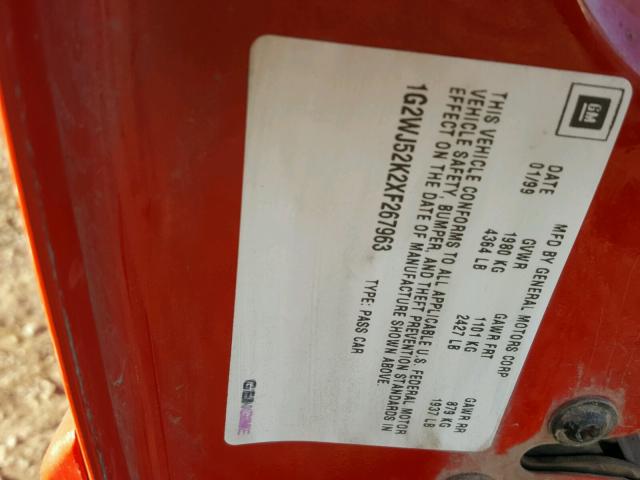 GM
MFD BY GENERAL MOTORS CORP
DATE GVWR GAWR FRT GAWR RR
01/99 1980 KG 1101 KG 879 KG
4364 LB 2427 LB 1937 LB
THIS VEHICLE CONFORMS TO ALL APPLICABLE U.S. FEDERAL MOTOR
VEHICLE SAFETY, BUMPER, AND THEFT PREVENTION STANDARDS IN
EFFECT ON THE DATE OF MANUFACTURE SHOWN ABOVE.
1G2WJ52K2XF267963 TYPE: PASS CAR